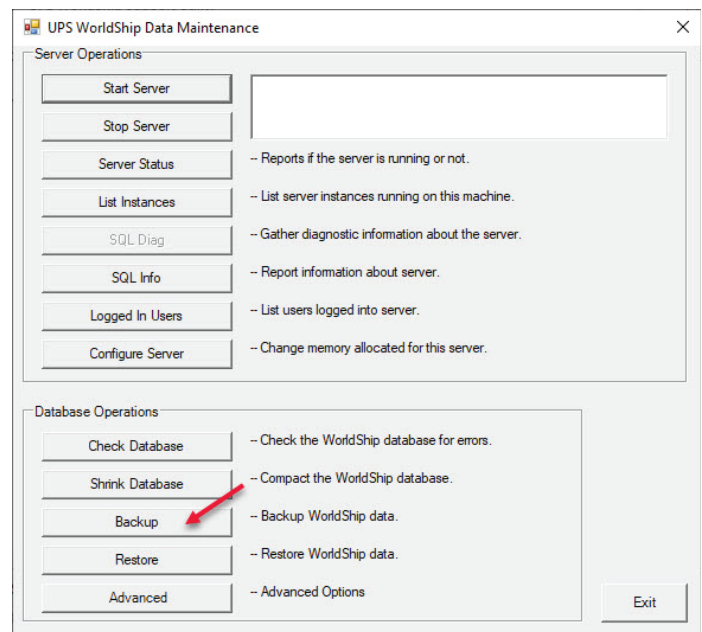 UPS WorldShip Data Maintenance
Server Operations
Start Server
Stop Server
Server Status -- Reports if the server is running or not.
List Instances -- List server instances running on this machine.
SQL Diag -- Gather diagnostic information about the server.
SQL Info -- Report information about server.
Logged In Users -- List users logged into server.
Configure Server -- Change memory allocated for this server.
Database Operations
Check Database -- Check the WorldShip database for errors.
Shrink Database -- Compact the WorldShip database.
Backup -- Backup WorldShip data.
Restore -- Restore WorldShip data.
Advanced -- Advanced Options
Exit